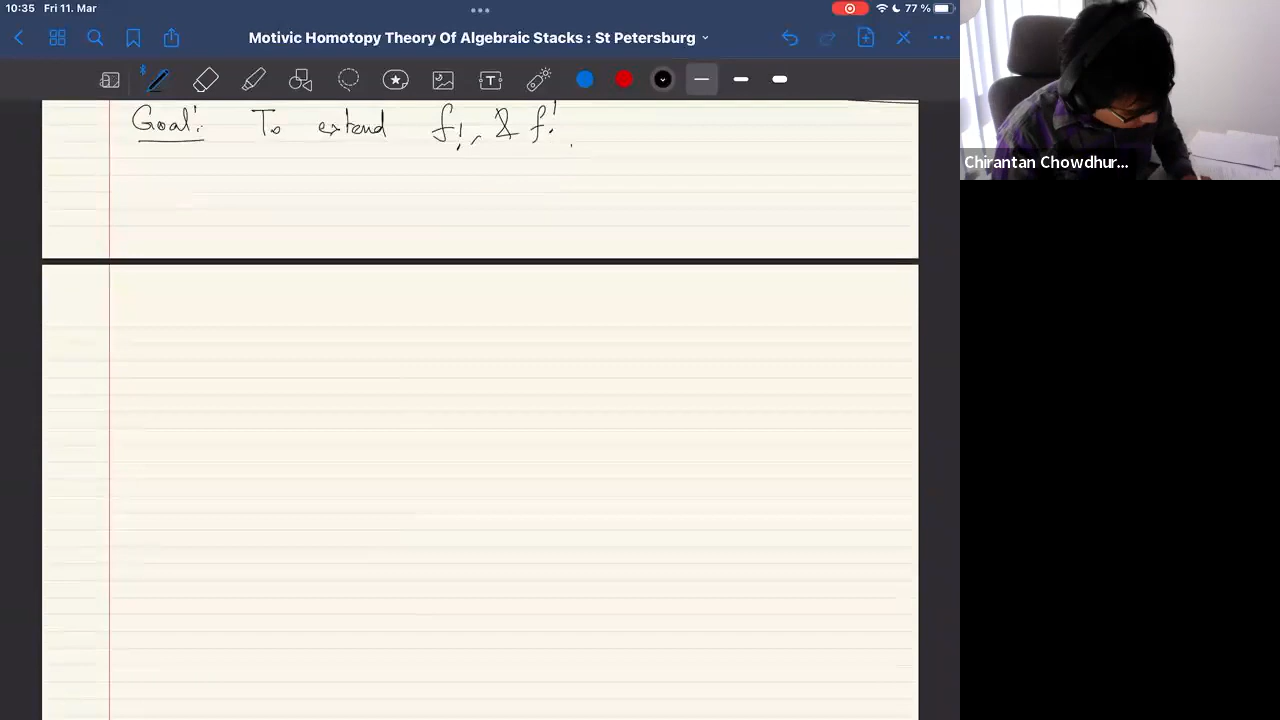 10:35 Fri 11. Mar
77 %
Motivic Homotopy Theory Of Algebraic Stacks : St Petersburg
Goal: To extend f!, & f!.
Chirantan Chowdhur...